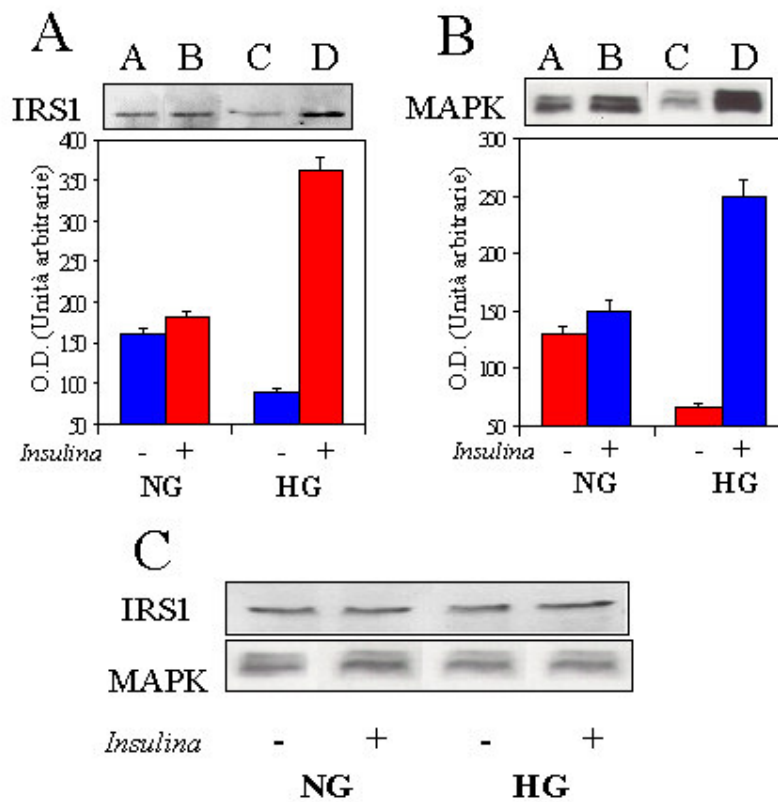 A
A B C D
IRS1
400
350
300
250
200
150
100
50
O.D. (Unità arbitrarie)
Insulina - + - +
NG HG
B
A B C D
MAPK
300
250
200
150
100
50
O.D. (Unità arbitrarie)
Insulina - + - +
NG HG
C
IRS1
MAPK
Insulina - + - +
NG HG